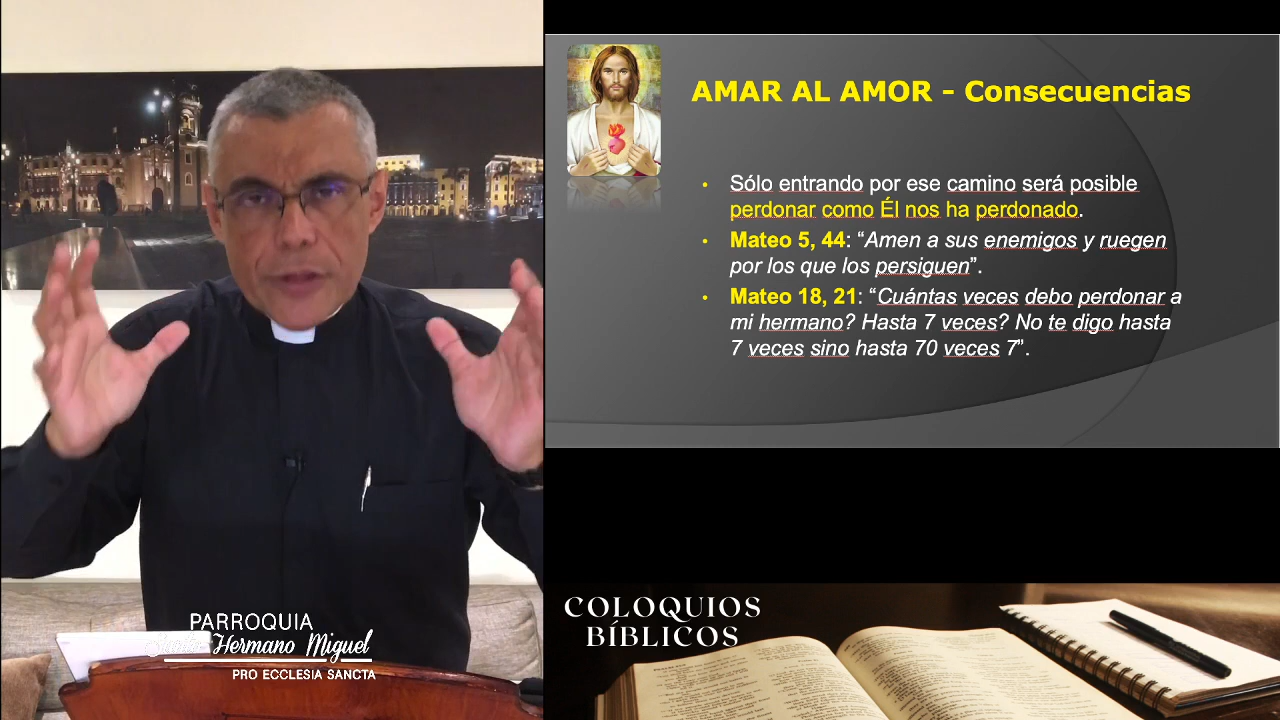 AMAR AL AMOR - Consecuencias
• Sólo entrando por ese camino será posible
perdonar como Él nos ha perdonado.
• Mateo 5, 44: “Amen a sus enemigos y ruegen
por los que los persiguen”.
• Mateo 18, 21: “Cuántas veces debo perdonar a
mi hermano? Hasta 7 veces? No te digo hasta
7 veces sino hasta 70 veces 7”.
PARROQUIA
Santo Hermano Miguel
PRO ECCLESIA SANCTA
COLOQUIOS
BÍBLICOS